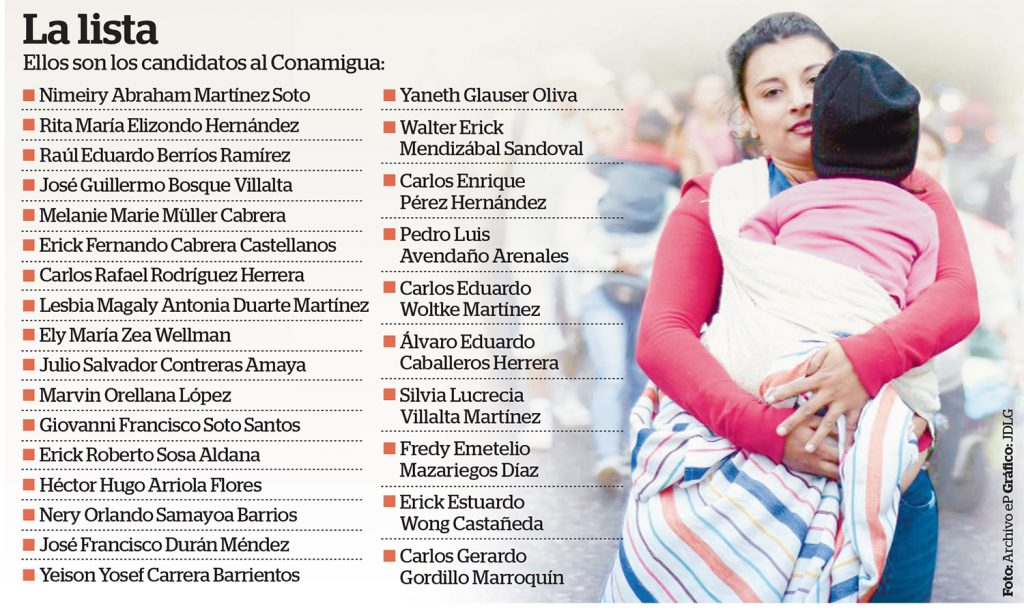 La lista
Ellos son los candidatos al Conamigua:
Nimeiry Abraham Martínez Soto
Rita María Elizondo Hernández
Raúl Eduardo Berríos Ramírez
José Guillermo Bosque Villalta
Melanie Marie Müller Cabrera
Erick Fernando Cabrera Castellanos
Carlos Rafael Rodríguez Herrera
Lesbia Magaly Antonia Duarte Martínez
Ely María Zea Wellman
Julio Salvador Contreras Amaya
Marvin Orellana López
Giovanni Francisco Soto Santos
Erick Roberto Sosa Aldana
Héctor Hugo Arriola Flores
Nery Orlando Samayoa Barrios
José Francisco Durán Méndez
Yeison Yosef Carrera Barrientos
Yaneth Glauser Oliva
Walter Erick
Mendizábal Sandoval
Carlos Enrique
Pérez Hernández
Pedro Luis
Avendaño Arenales
Carlos Eduardo
Woltke Martínez
Álvaro Eduardo
Caballeros Herrera
Silvia Lucrecia
Villalta Martínez
Fredy Emetelio
Mazariegos Díaz
Erick Estuardo
Wong Castañeda
Carlos Gerardo
Gordillo Marroquín
Foto: Archivo eP Gráfico: JDLG